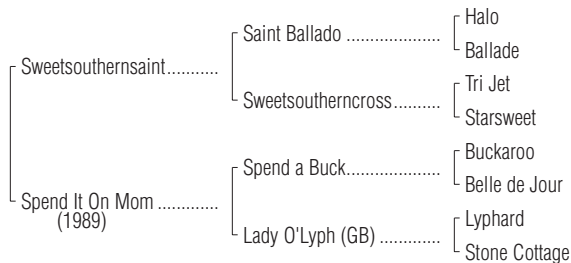 Halo
Saint Ballado ....................
Ballade
Sweetsouthernsaint...........
Tri Jet
Sweetsoutherncross..........
Starsweet
Buckaroo
Spend a Buck....................
Belle de Jour
Spend It On Mom .............
(1989)
Lyphard
Lady O'Lyph (GB) .............
Stone Cottage